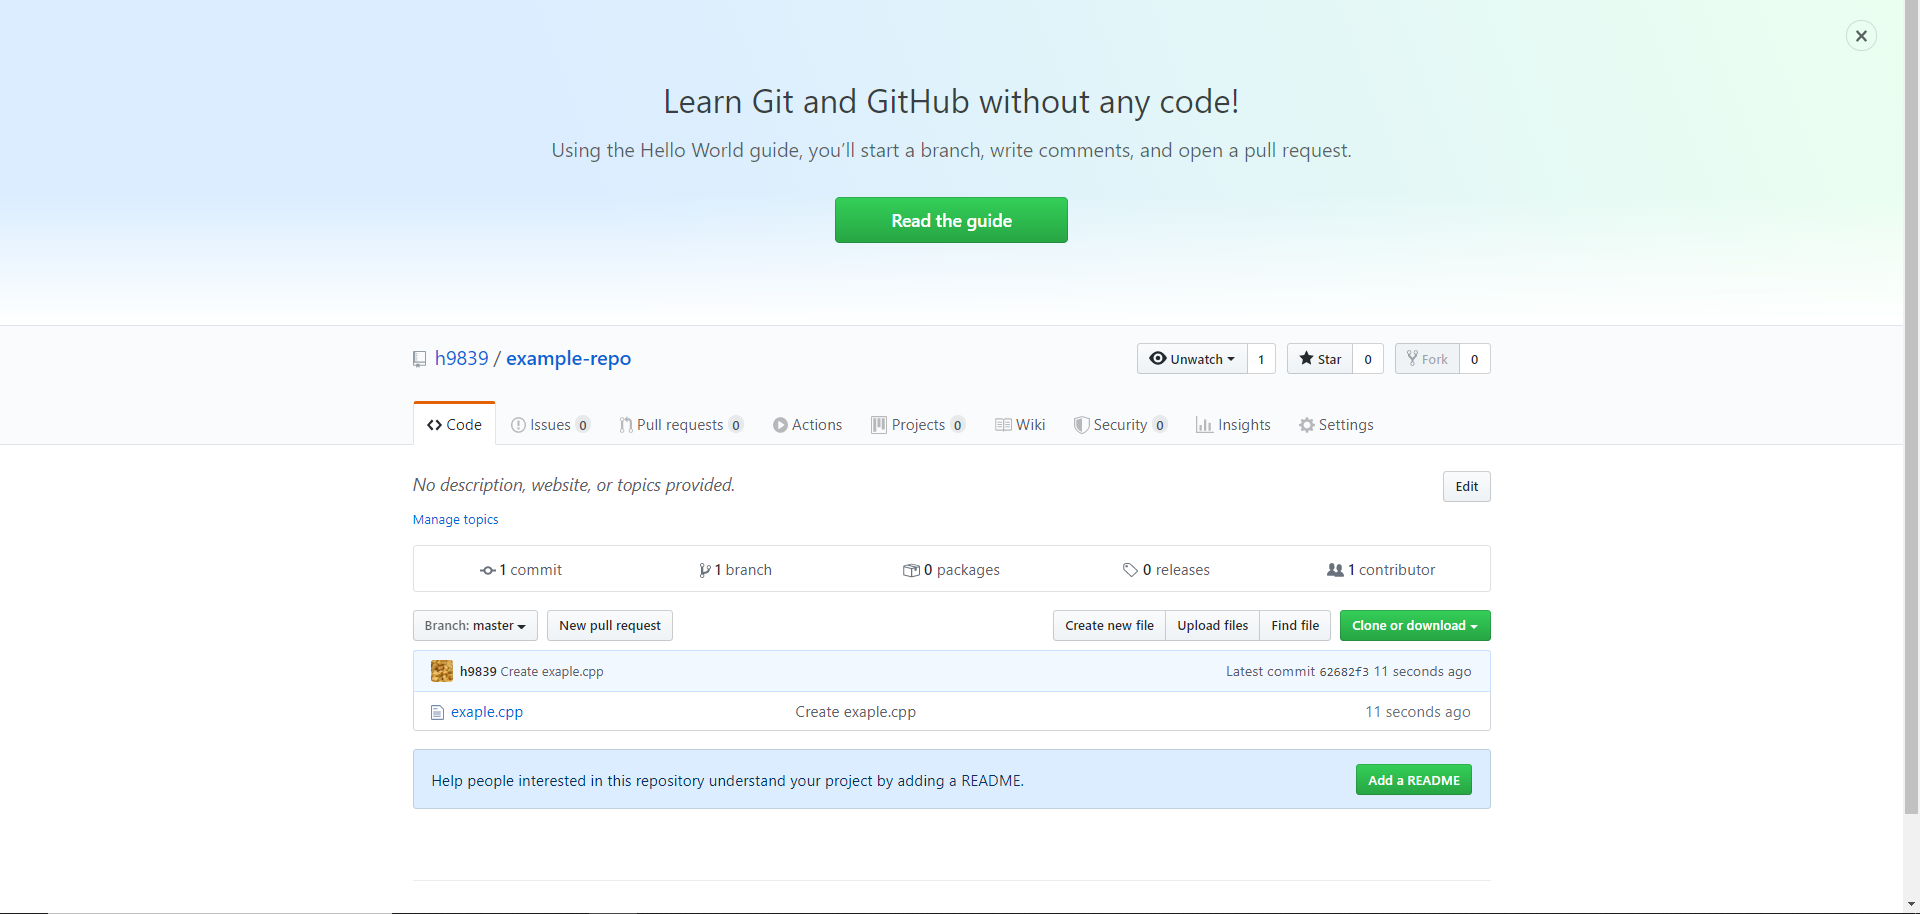 Learn Git and GitHub without any code!
Using the Hello World guide, you’ll start a branch, write comments, and open a pull request.
Read the guide
h9839 / example-repo
Unwatch 1 Star 0 Fork 0
Code Issues 0 Pull requests 0 Actions Projects 0 Wiki Security 0 Insights Settings
No description, website, or topics provided. Edit
Manage topics
1 commit 1 branch 0 packages 0 releases 1 contributor
Branch: master New pull request Create new file Upload files Find file Clone or download
h9839 Create exaple.cpp Latest commit 62682f3 11 seconds ago
exaple.cpp Create exaple.cpp 11 seconds ago
Help people interested in this repository understand your project by adding a README. Add a README